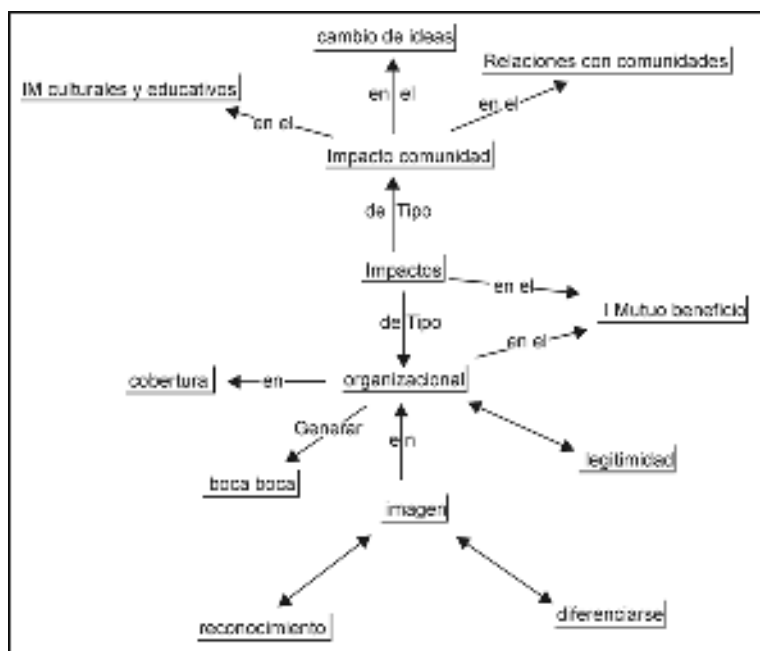 cambio de ideas
Relaciones con comunidades
IM culturales y educativos
en el
en el
en el
Impacto comunidad
de Tipo
Impactos
en el
I Mutuo beneficio
de Tipo
en el
cobertura
en
organizacional
Generar
en
legitimidad
boca boca
imagen
diferenciarse
reconocimiento